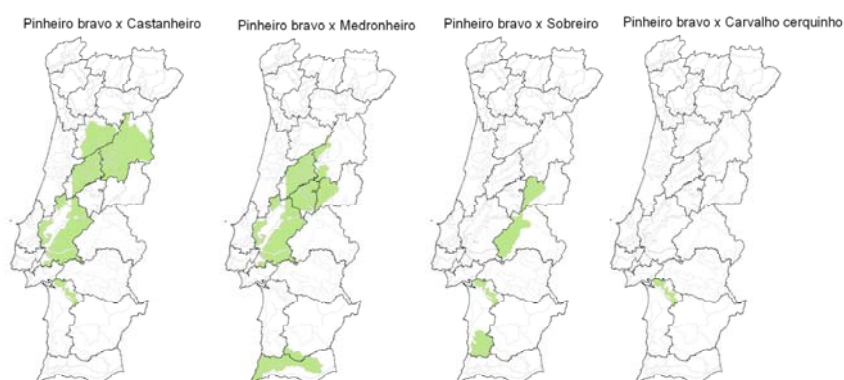 Pinheiro bravo x Castanheiro
Pinheiro bravo x Medronheiro
Pinheiro bravo x Sobreiro
Pinheiro bravo x Carvalho cerquinho